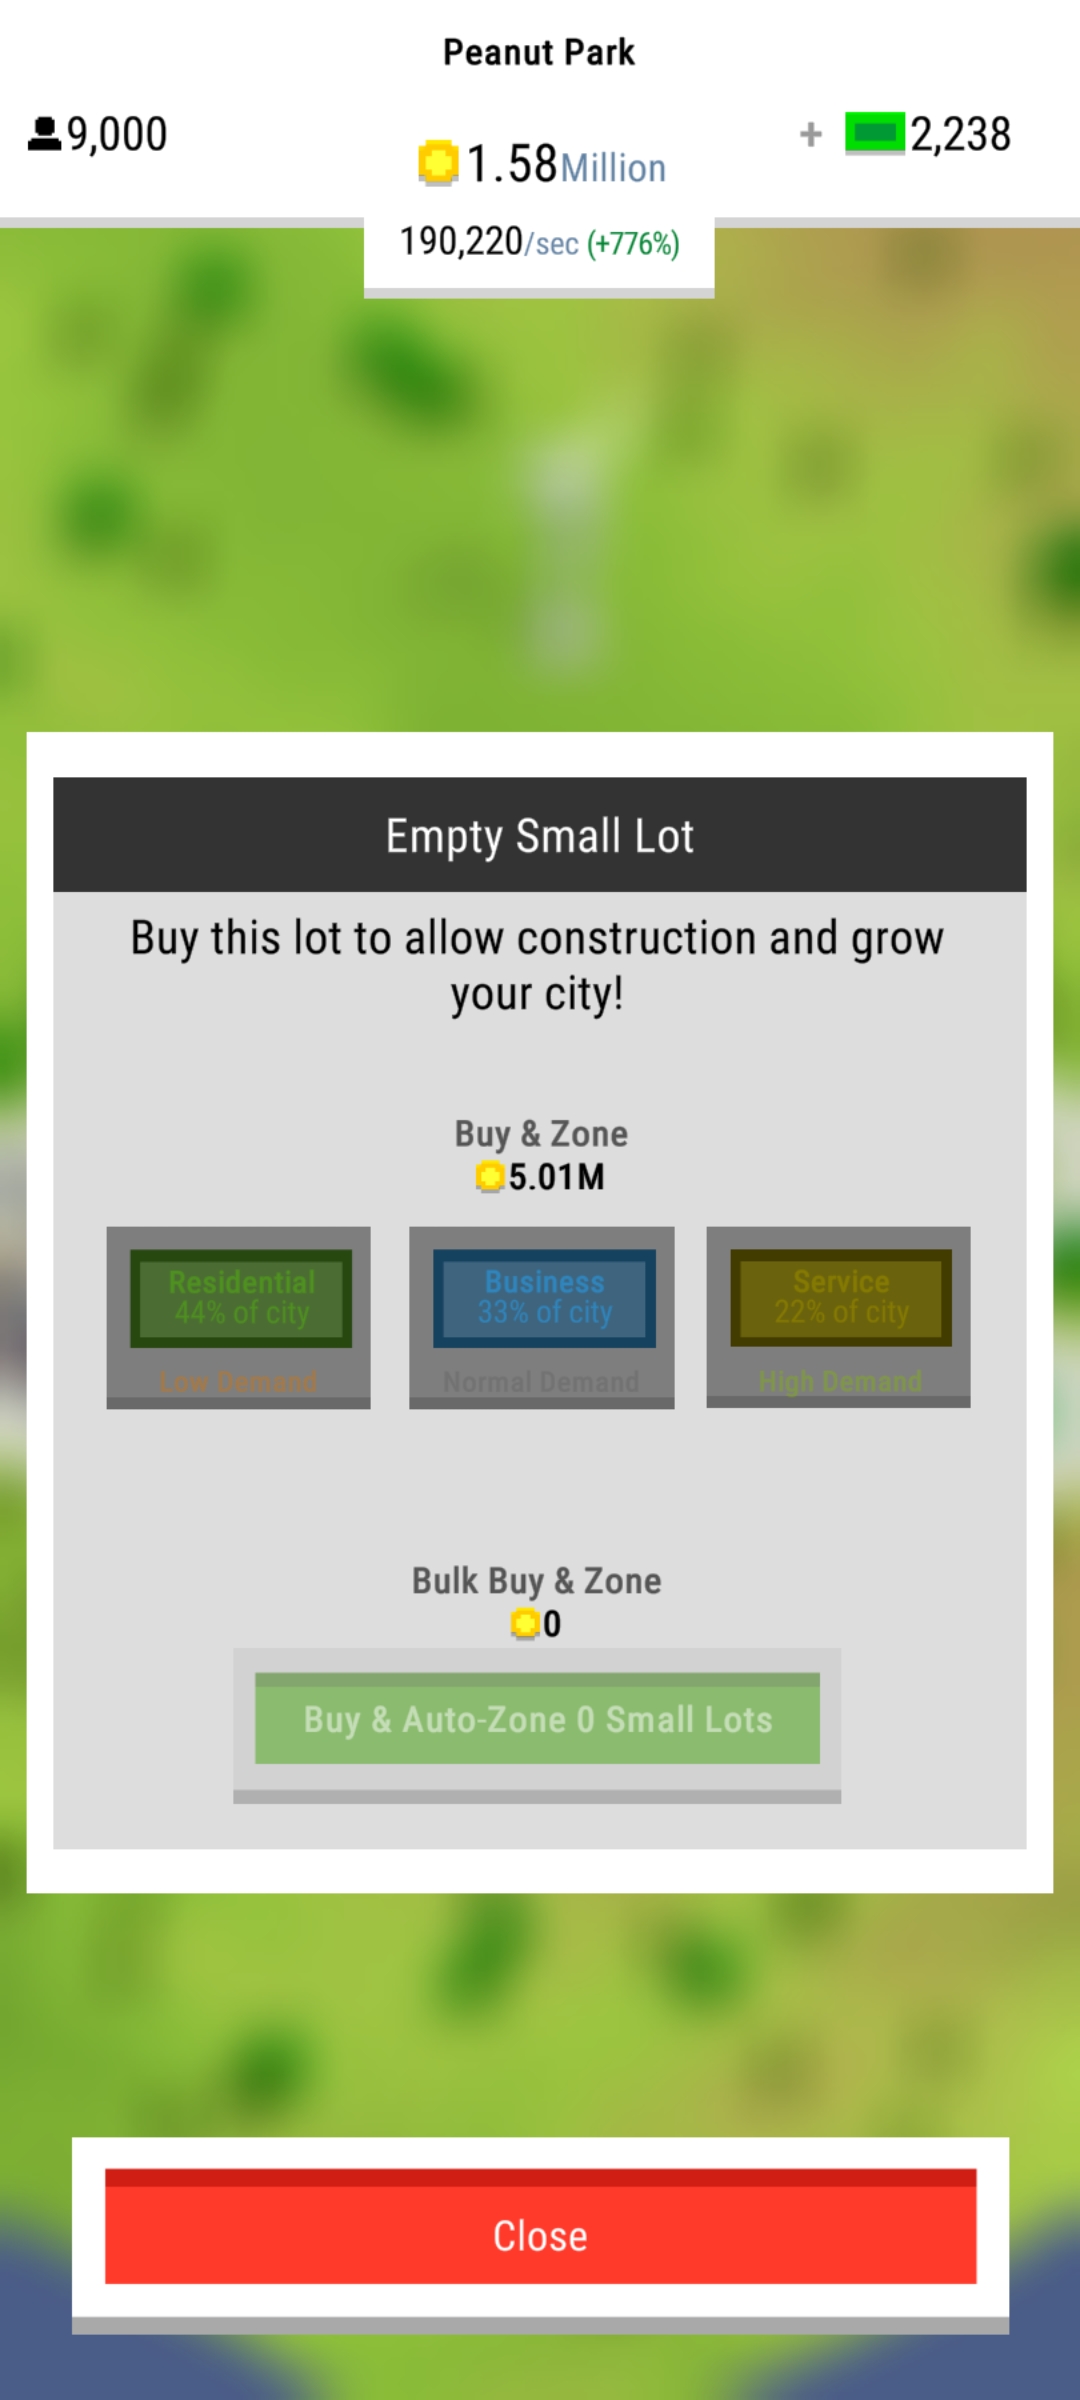 Peanut Park
9,000
1.58Million
+ 2,238
190,220/sec (+776%)
Empty Small Lot
Buy this lot to allow construction and grow
your city!
Buy & Zone
5.01M
Residential
44% of city
Low Demand
Business
33% of city
Normal Demand
Service
22% of city
High Demand
Bulk Buy & Zone
0
Buy & Auto-Zone 0 Small Lots
Close